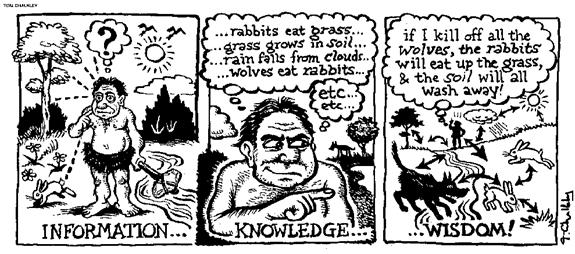 TOM CHALKLEY
?
INFORMATION...
...rabbits eat grass...
...grass grows in soil...
...rain falls from clouds...
...wolves eat rabbits...
etc...
etc...
KNOWLEDGE...
if I kill off all the
wolves, the rabbits
will eat up the grass,
& the soil will all
wash away!
...WISDOM!
T. Chalkley